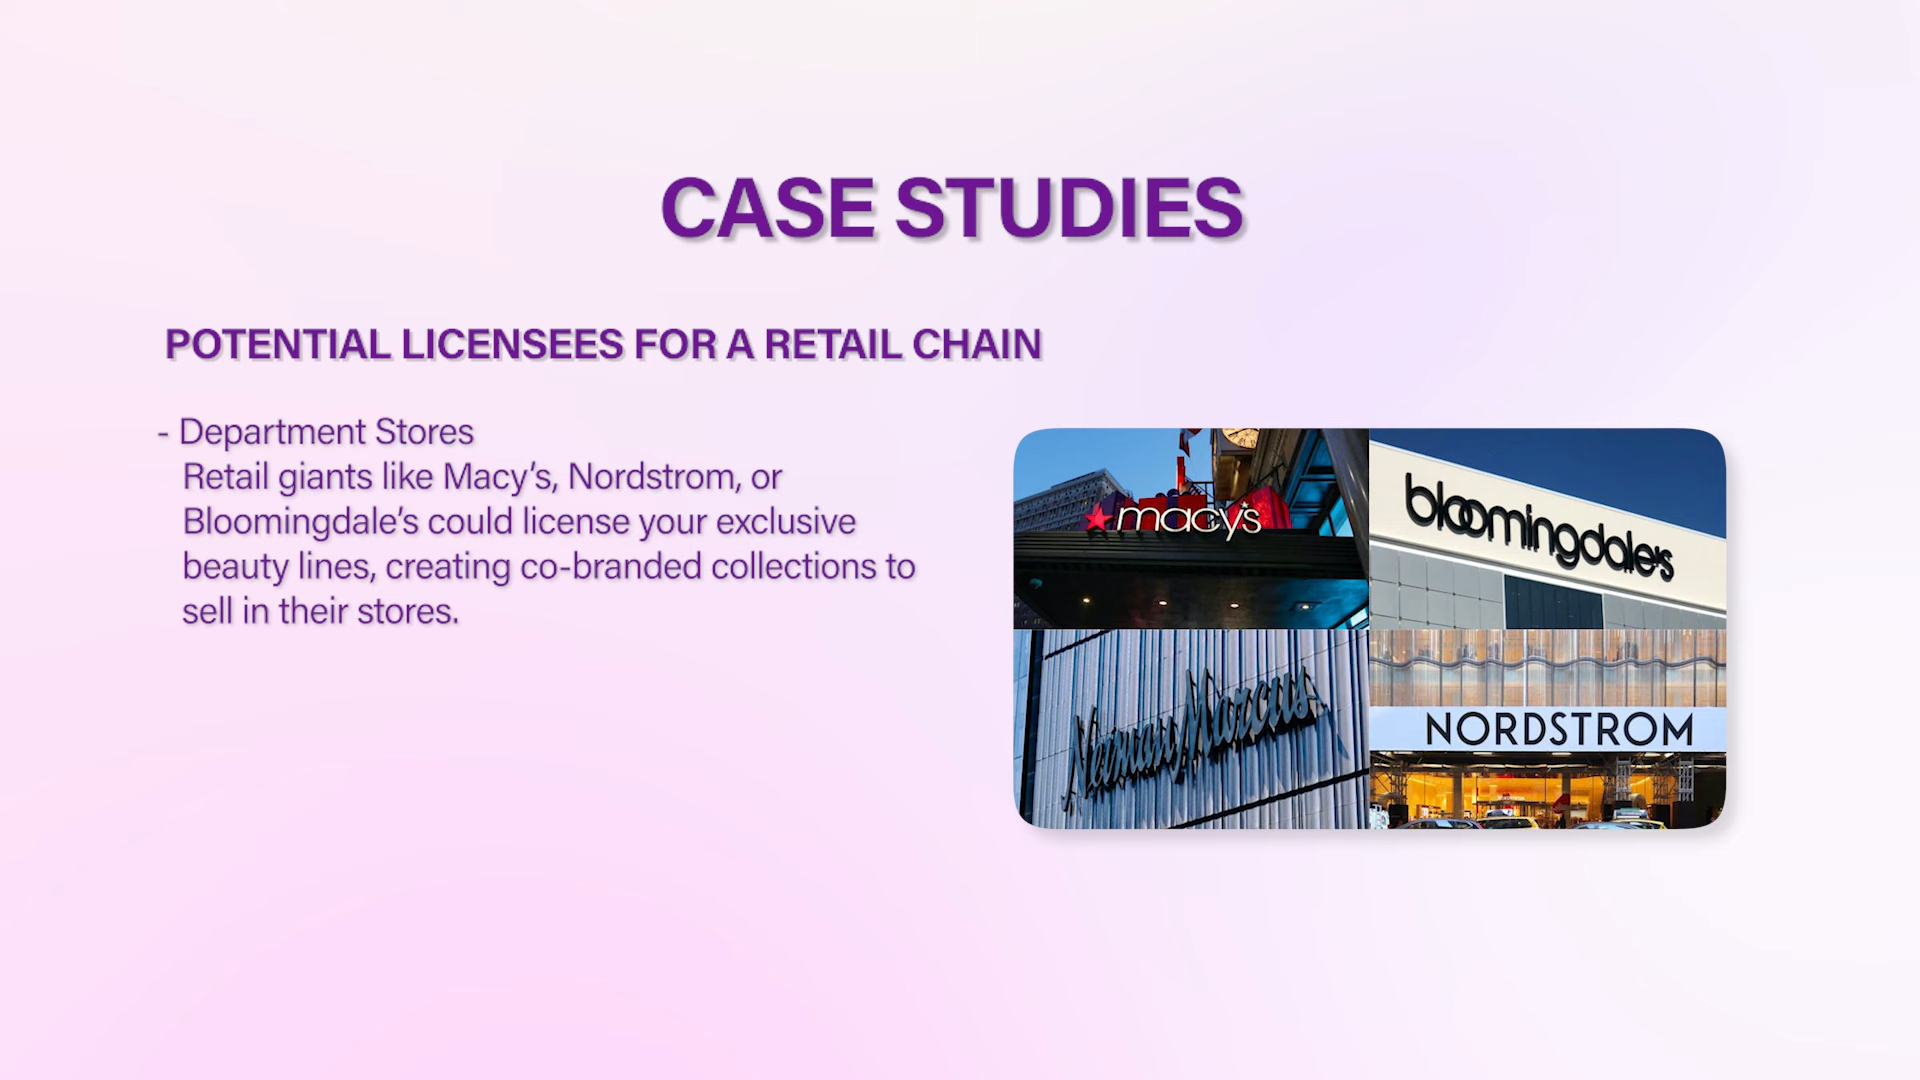 CASE STUDIES
POTENTIAL LICENSEES FOR A RETAIL CHAIN
- Department Stores
Retail giants like Macy’s, Nordstrom, or
Bloomingdale’s could license your exclusive
beauty lines, creating co-branded collections to
sell in their stores.
macy's
bloomingdale's
Neiman Marcus
NORDSTROM